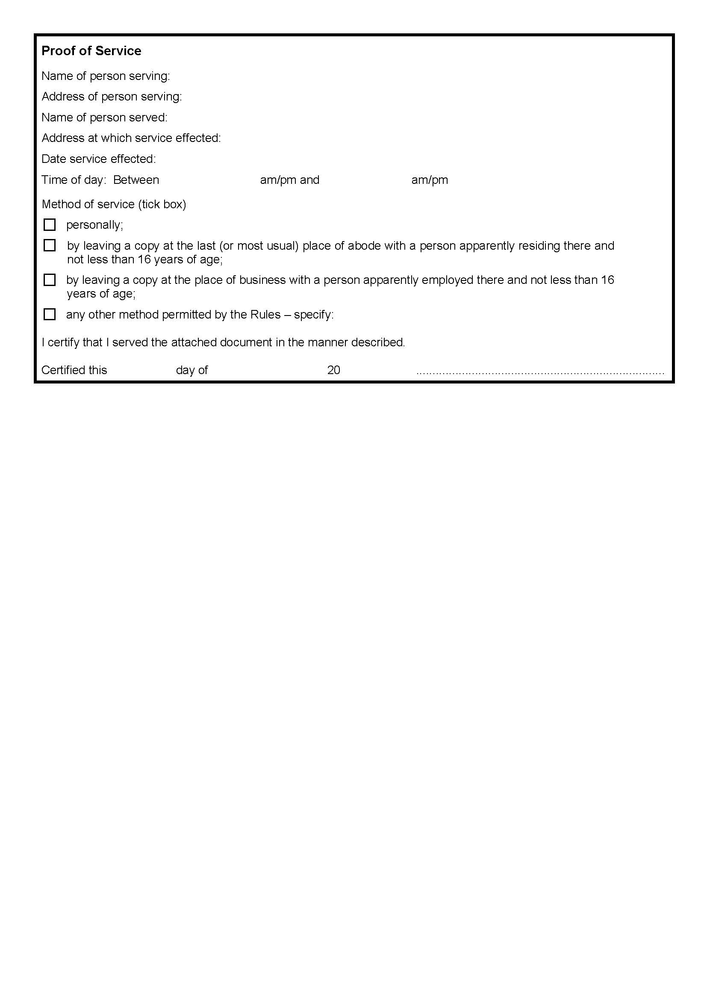 Proof of Service
Name of person serving:
Address of person serving:
Name of person served:
Address at which service effected:
Date service effected:
Time of day:  Between am/pm and am/pm
Method of service (tick box)
personally;
by leaving a copy at the last (or most usual) place of abode with a person apparently residing there and
not less than 16 years of age;
by leaving a copy at the place of business with a person apparently employed there and not less than 16
years of age;
any other method permitted by the Rules – specify:
I certify that I served the attached document in the manner described.
Certified this day of 20 ............................................................................